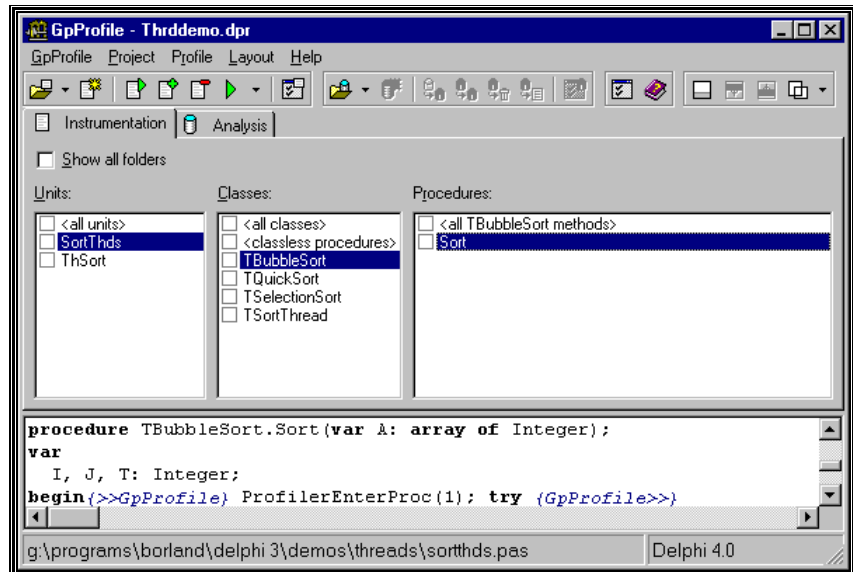 GpProfile - Thrddemo.dpr
GpProfile Project Profile Layout Help
Instrumentation Analysis
Show all folders
Units: Classes: Procedures:
<all units> <all classes> <all TBubbleSort methods>
SortThds <classless procedures> Sort
ThSort TBubbleSort
TQuickSort
TSelectionSort
TSortThread
procedure TBubbleSort.Sort(var A: array of Integer);
var
I, J, T: Integer;
begin{>>GpProfile} ProfilerEnterProc(1); try {GpProfile>>}
g:\programs\borland\delphi 3\demos\threads\sortthds.pas Delphi 4.0